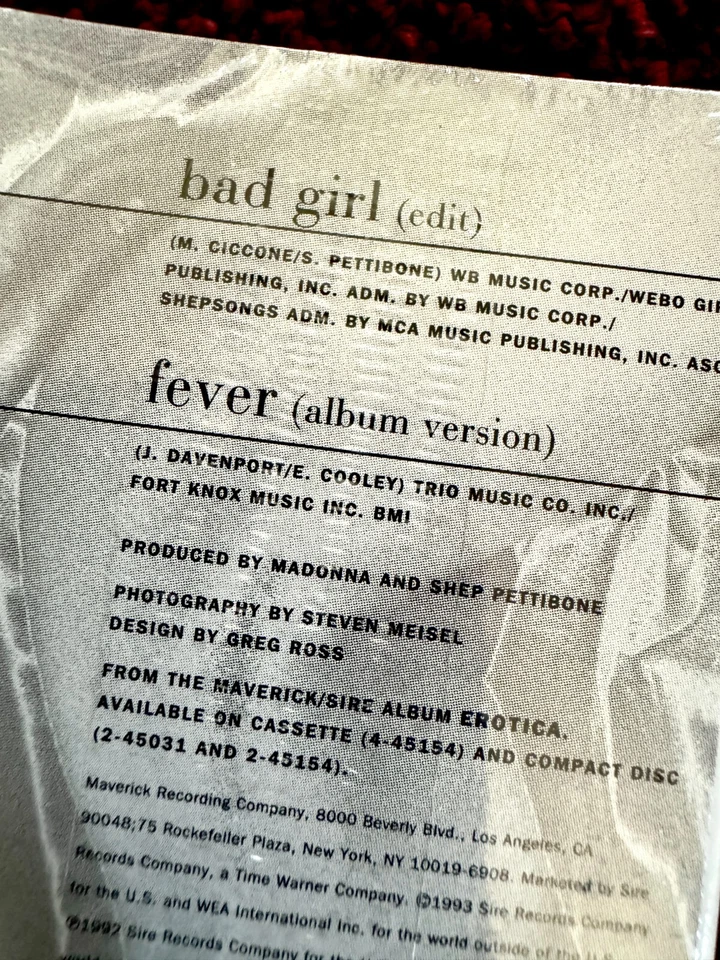 bad girl (edit)
(M. CICCONE/S. PETTIBONE) WB MUSIC CORP./WEBO
PUBLISHING, INC. ADM. BY WB MUSIC CORP./
SHEPSONGS ADM. BY MCA MUSIC PUBLISHING, INC.
fever (album version)
(J. DAVENPORT/E. COOLEY) TRIO MUSIC CO. INC./
FORT KNOX MUSIC INC. BMI
PRODUCED BY MADONNA AND SHEP PETTIBONE
PHOTOGRAPHY BY STEVEN MEISEL
DESIGN BY GREG ROSS
FROM THE MAVERICK/SIRE ALBUM EROTICA.
AVAILABLE ON CASSETTE (4-45154) AND COMPACT DISC
(2-45031 AND 2-45154).
Maverick Recording Company, 8000 Beverly Blvd., Los Angeles, CA
90048;75 Rockefeller Plaza, New York, NY 10019-6908. Marketed by Sire
Records Company, a Time Warner Company. ©1993 Sire Records Company
for the U.S. and WEA International Inc. for the world outside of the U.S.
℗1992 Sire Records Company for the